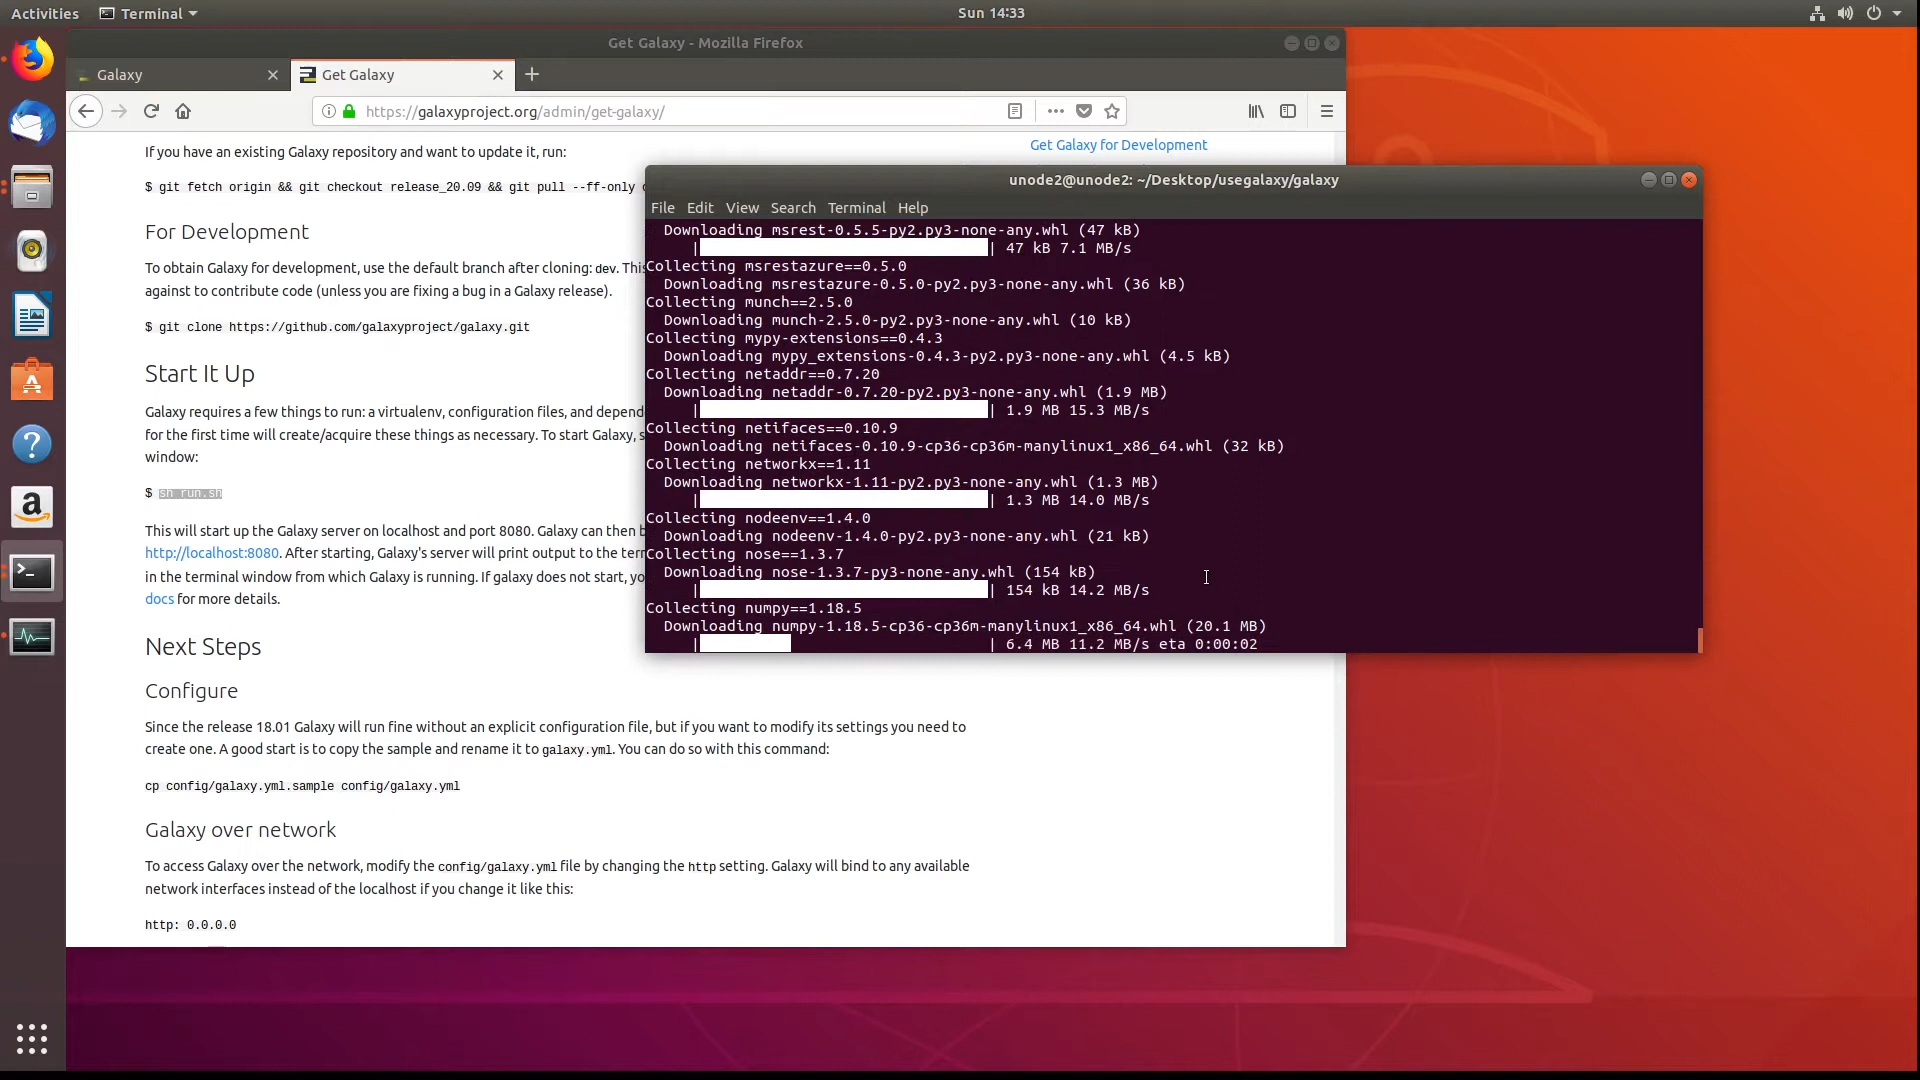 Activities Terminal Sun 14:33
Get Galaxy - Mozilla Firefox
Galaxy Get Galaxy
https://galaxyproject.org/admin/get-galaxy/
If you have an existing Galaxy repository and want to update it, run:
Get Galaxy for Development
$ git fetch origin && git checkout release_20.09 && git pull --ff-only
For Development
To obtain Galaxy for development, use the default branch after cloning: dev.
against to contribute code (unless you are fixing a bug in a Galaxy release).
$ git clone https://github.com/galaxyproject/galaxy.git
Start It Up
Galaxy requires a few things to run: a virtualenv, configuration files, and
for the first time will create/acquire these things as necessary. To start Galaxy,
window:
$ sh run.sh
This will start up the Galaxy server on localhost and port 8080. Galaxy can then
http://localhost:8080. After starting, Galaxy's server will print output to the
in the terminal window from which Galaxy is running. If galaxy does not start,
docs for more details.
Next Steps
Configure
Since the release 18.01 Galaxy will run fine without an explicit configuration file, but if you want to modify its settings you need to
create one. A good start is to copy the sample and rename it to galaxy.yml. You can do so with this command:
cp config/galaxy.yml.sample config/galaxy.yml
Galaxy over network
To access Galaxy over the network, modify the config/galaxy.yml file by changing the http setting. Galaxy will bind to any available
network interfaces instead of the localhost if you change it like this:
http: 0.0.0.0
unode2@unode2: ~/Desktop/usegalaxy/galaxy
File Edit View Search Terminal Help
Downloading msrest-0.5.5-py2.py3-none-any.whl (47 kB)
| | 47 kB 7.1 MB/s
Collecting msrestazure==0.5.0
Downloading msrestazure-0.5.0-py2.py3-none-any.whl (36 kB)
Collecting munch==2.5.0
Downloading munch-2.5.0-py2.py3-none-any.whl (10 kB)
Collecting mypy-extensions==0.4.3
Downloading mypy_extensions-0.4.3-py2.py3-none-any.whl (4.5 kB)
Collecting netaddr==0.7.20
Downloading netaddr-0.7.20-py2.py3-none-any.whl (1.9 MB)
| | 1.9 MB 15.3 MB/s
Collecting netifaces==0.10.9
Downloading netifaces-0.10.9-cp36-cp36m-manylinux1_x86_64.whl (32 kB)
Collecting networkx==1.11
Downloading networkx-1.11-py2.py3-none-any.whl (1.3 MB)
| | 1.3 MB 14.0 MB/s
Collecting nodeenv==1.4.0
Downloading nodeenv-1.4.0-py2.py3-none-any.whl (21 kB)
Collecting nose==1.3.7
Downloading nose-1.3.7-py3-none-any.whl (154 kB)
| | 154 kB 14.2 MB/s
Collecting numpy==1.18.5
Downloading numpy-1.18.5-cp36-cp36m-manylinux1_x86_64.whl (20.1 MB)
| | 6.4 MB 11.2 MB/s eta 0:00:02